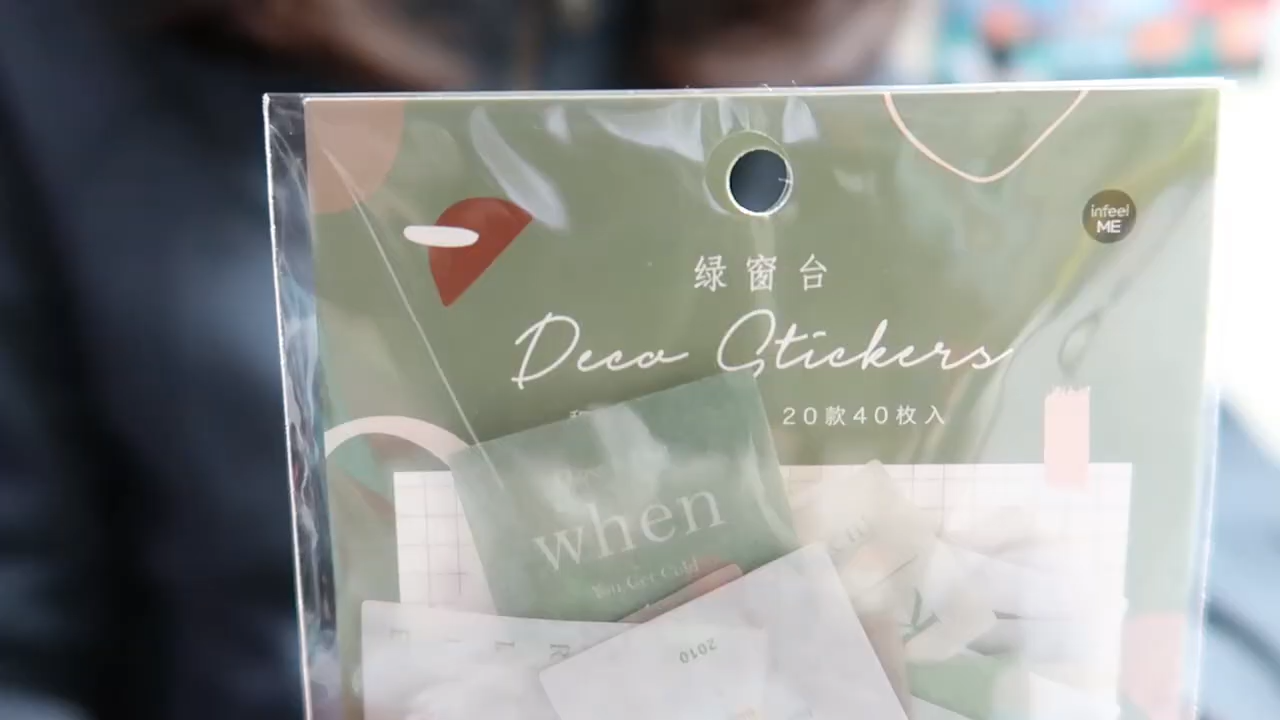 infeel
ME
绿窗台
Deco Stickers
20款40枚入
when
You Get Cold
2010